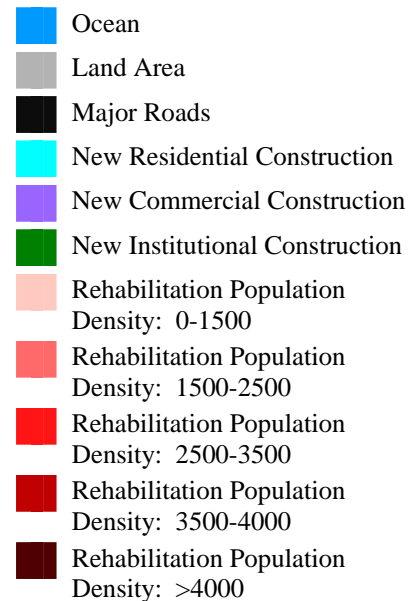 Ocean
Land Area
Major Roads
New Residential Construction
New Commercial Construction
New Institutional Construction
Rehabilitation Population
Density:  0-1500
Rehabilitation Population
Density:  1500-2500
Rehabilitation Population
Density:  2500-3500
Rehabilitation Population
Density:  3500-4000
Rehabilitation Population
Density:  >4000